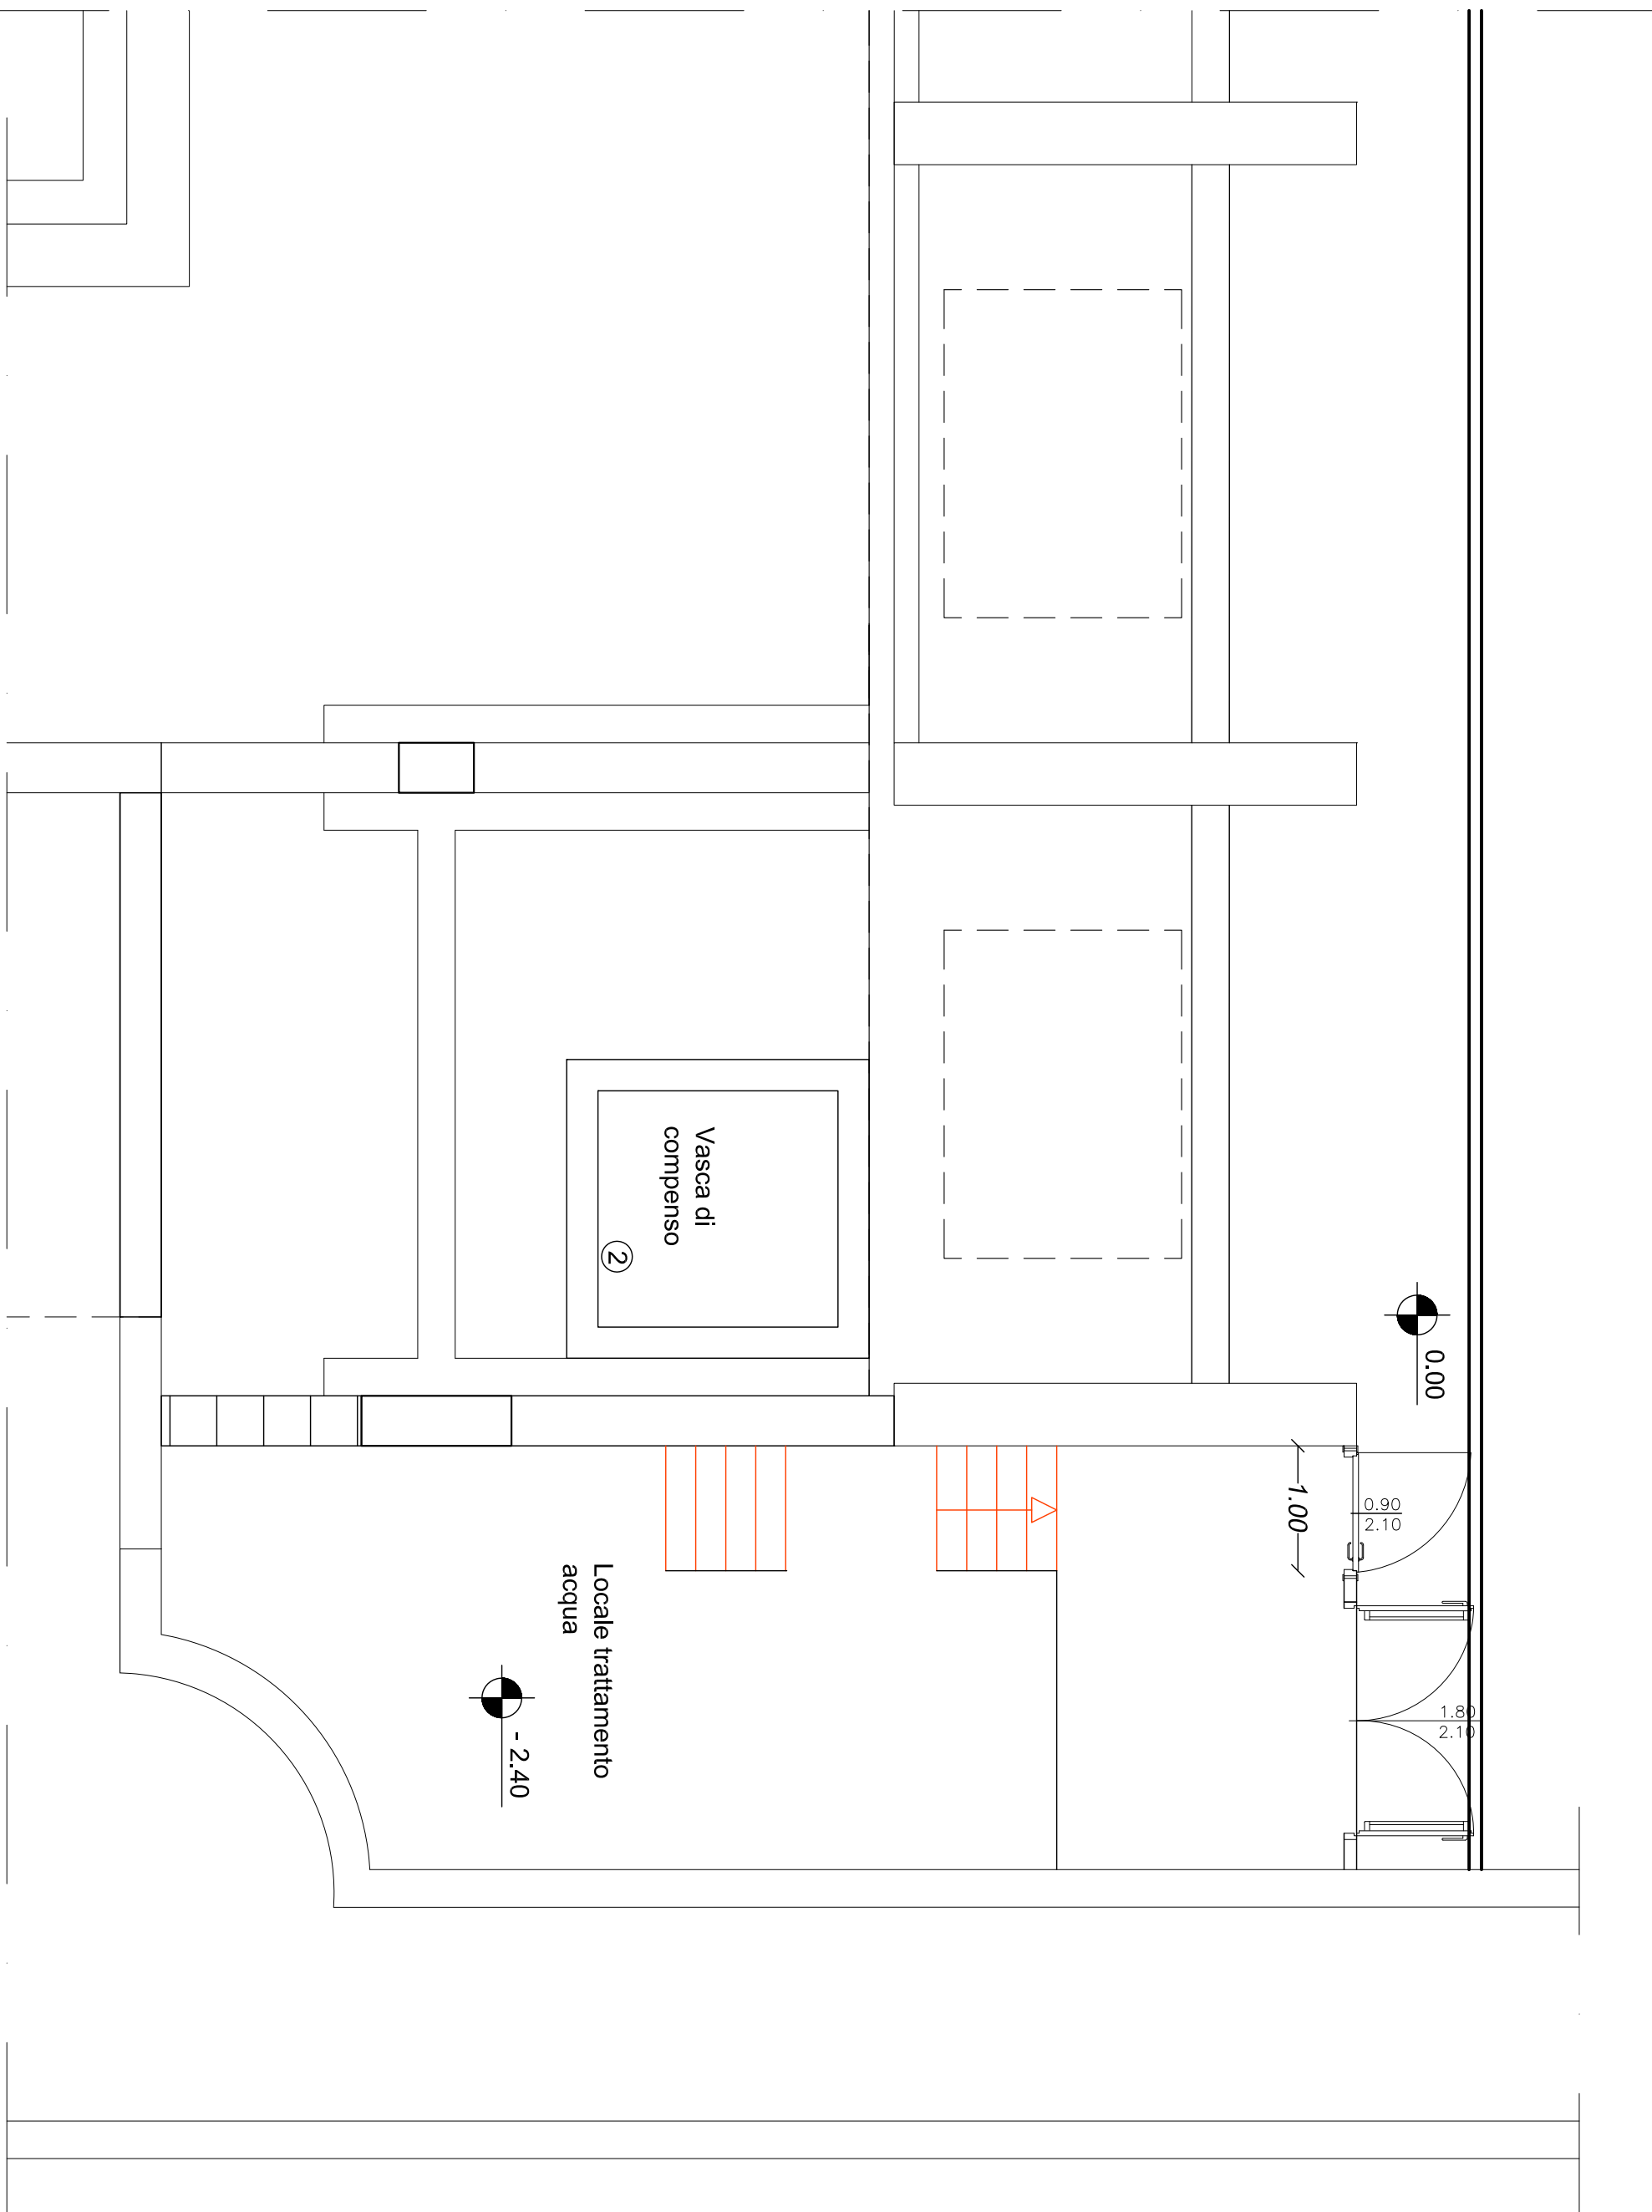 0.00
0.90
2.10
1.80
2.10
1.00
Vasca di
compenso
2
Locale trattamento
acqua
- 2.40